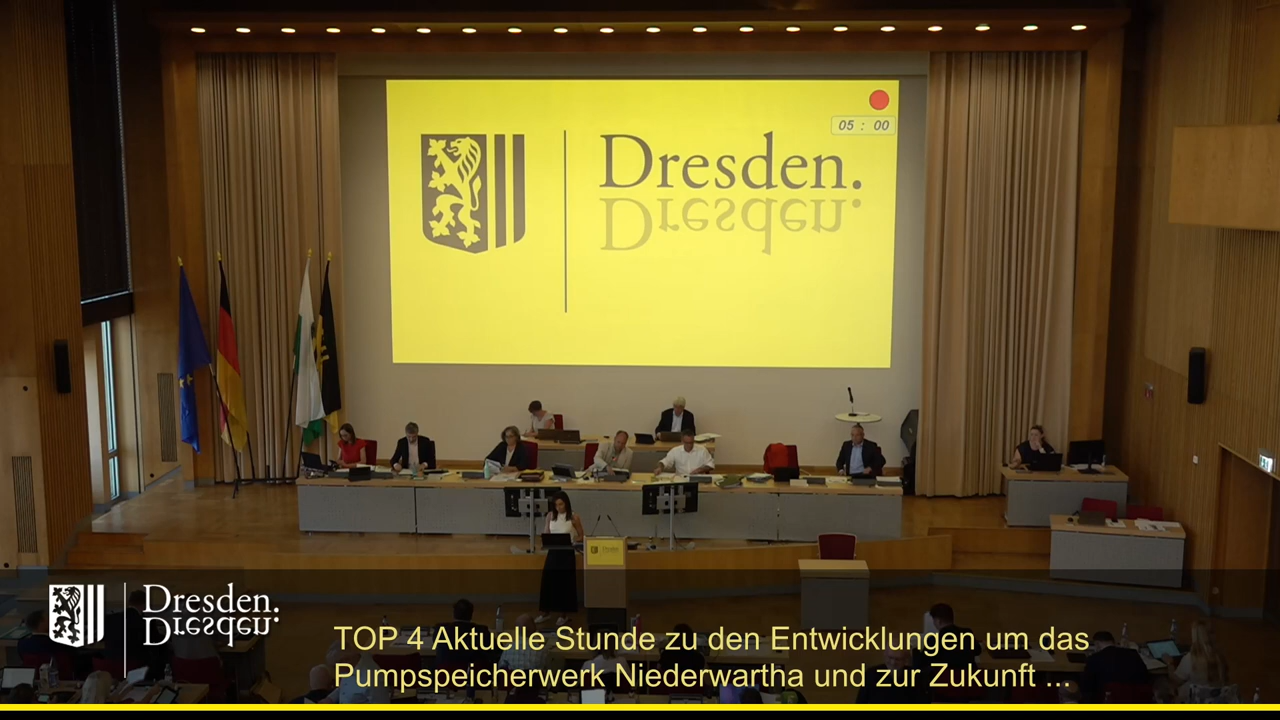 05 : 00
Dresden.
Dresden.
Dresden.
Dresden.
TOP 4 Aktuelle Stunde zu den Entwicklungen um das
Pumpspeicherwerk Niederwartha und zur Zukunft ...